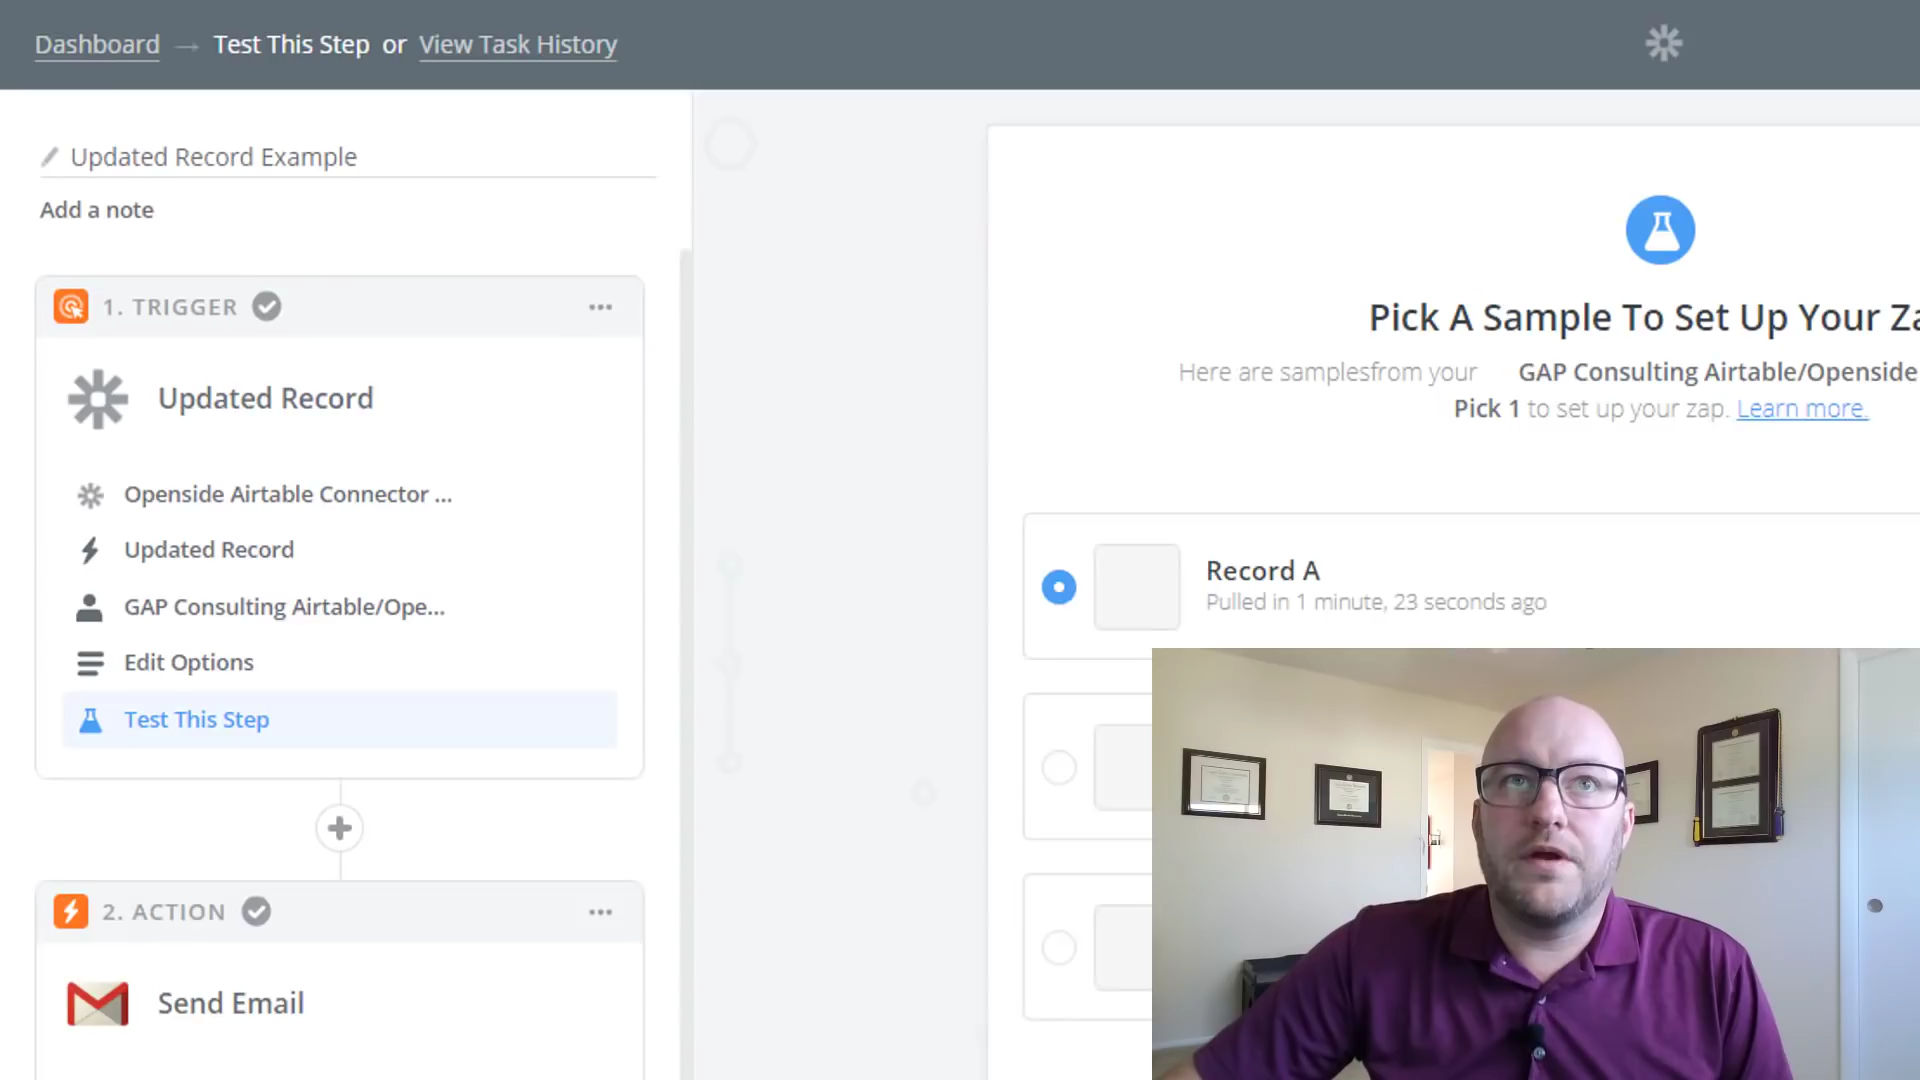 Dashboard → Test This Step or View Task History
Updated Record Example
Add a note
1. TRIGGER
Updated Record
Openside Airtable Connector ...
Updated Record
GAP Consulting Airtable/Ope...
Edit Options
Test This Step
2. ACTION
Send Email
Pick A Sample To Set Up Your Za
Here are samplesfrom your GAP Consulting Airtable/Openside
Pick 1 to set up your zap. Learn more.
Record A
Pulled in 1 minute, 23 seconds ago